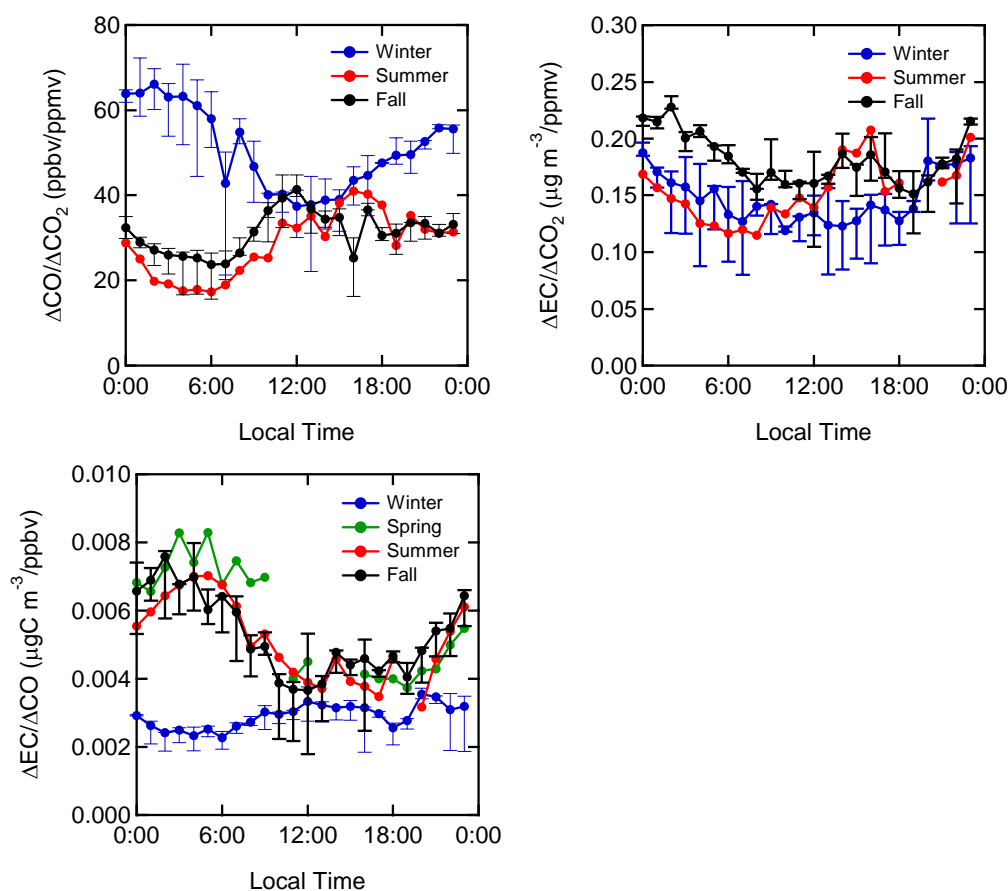 80
60
40
20
0
ΔCO/ΔCO₂ (ppbv/ppmv)
Winter
Summer
Fall
0:00 6:00 12:00 18:00 0:00
Local Time
0.30
0.25
0.20
0.15
0.10
0.05
0.00
ΔEC/ΔCO₂ (μg m⁻³/ppmv)
Winter
Summer
Fall
0:00 6:00 12:00 18:00 0:00
Local Time
0.010
0.008
0.006
0.004
0.002
0.000
ΔEC/ΔCO (μgC m⁻³/ppbv)
Winter
Spring
Summer
Fall
0:00 6:00 12:00 18:00 0:00
Local Time